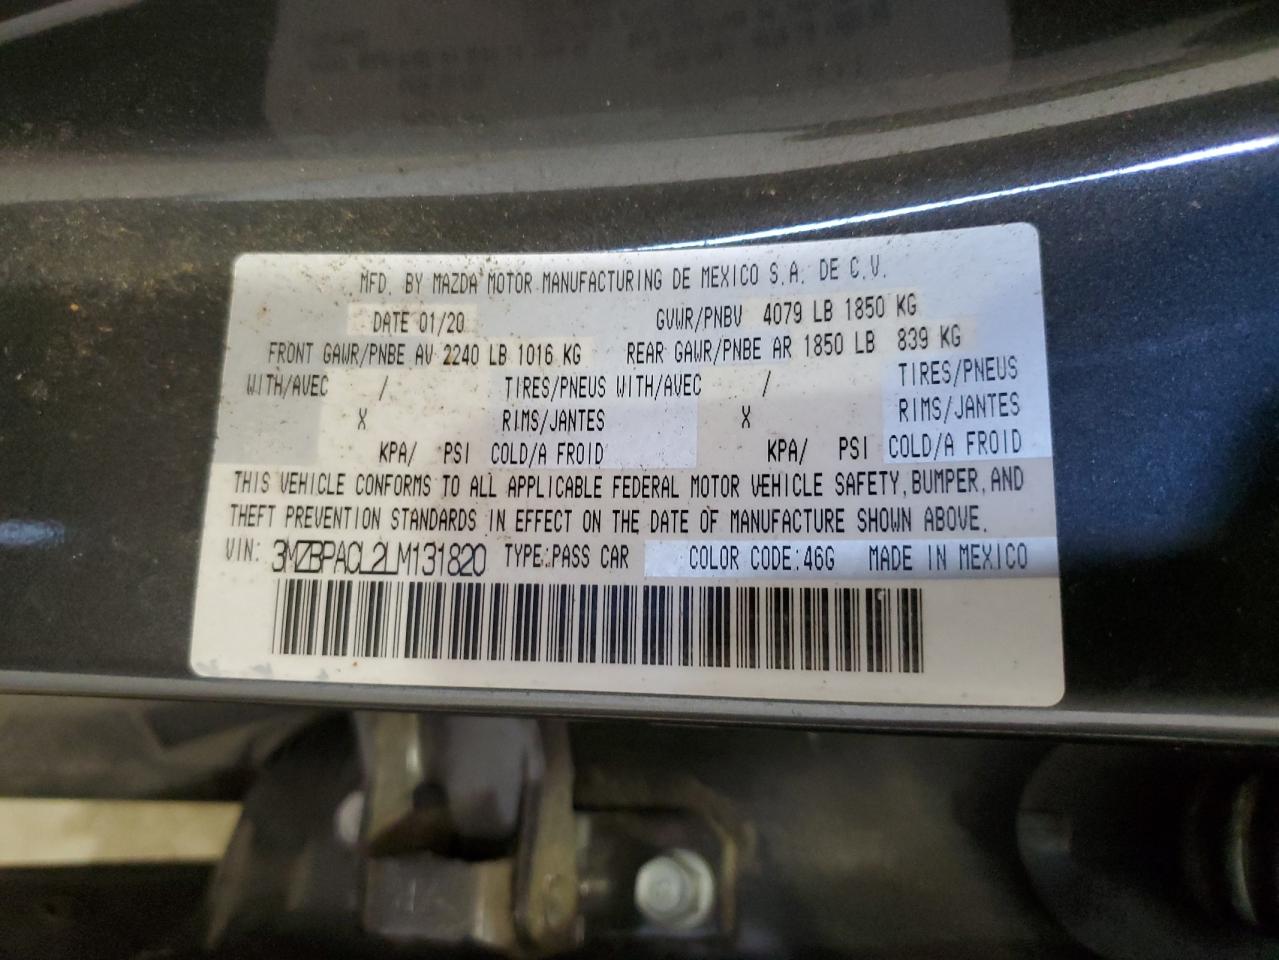 MFD. BY MAZDA MOTOR MANUFACTURING DE MEXICO S.A. DE C.V.
DATE 01/20 GVWR/PNBV 4079 LB 1850 KG
FRONT GAWR/PNBE AV 2240 LB 1016 KG REAR GAWR/PNBE AR 1850 LB 839 KG
WITH/AVEC / TIRES/PNEUS WITH/AVEC / TIRES/PNEUS
X RIMS/JANTES X RIMS/JANTES
KPA/ PSI COLD/A FROID KPA/ PSI COLD/A FROID
THIS VEHICLE CONFORMS TO ALL APPLICABLE FEDERAL MOTOR VEHICLE SAFETY, BUMPER, AND
THEFT PREVENTION STANDARDS IN EFFECT ON THE DATE OF MANUFACTURE SHOWN ABOVE.
VIN: 3MZBPACL2LM131820 TYPE:PASS CAR COLOR CODE:46G MADE IN MEXICO